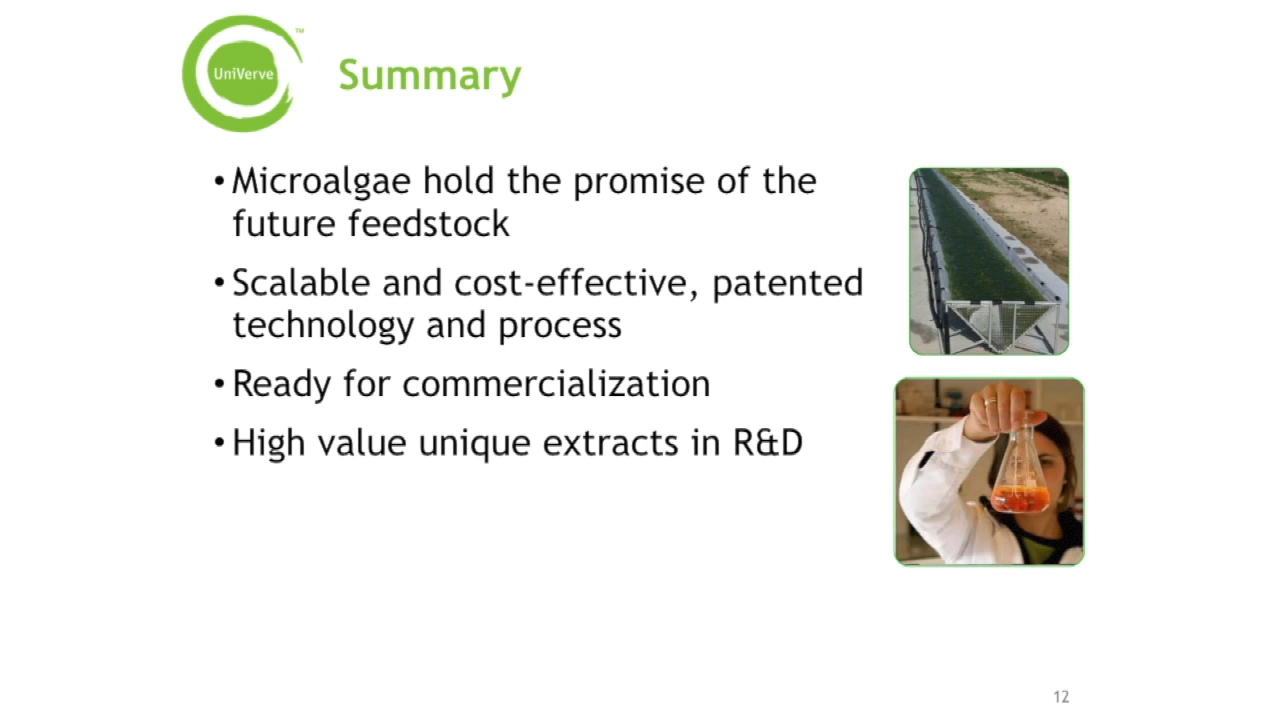 UniVerve
™
Summary
• Microalgae hold the promise of the
future feedstock
• Scalable and cost-effective, patented
technology and process
• Ready for commercialization
• High value unique extracts in R&D
12